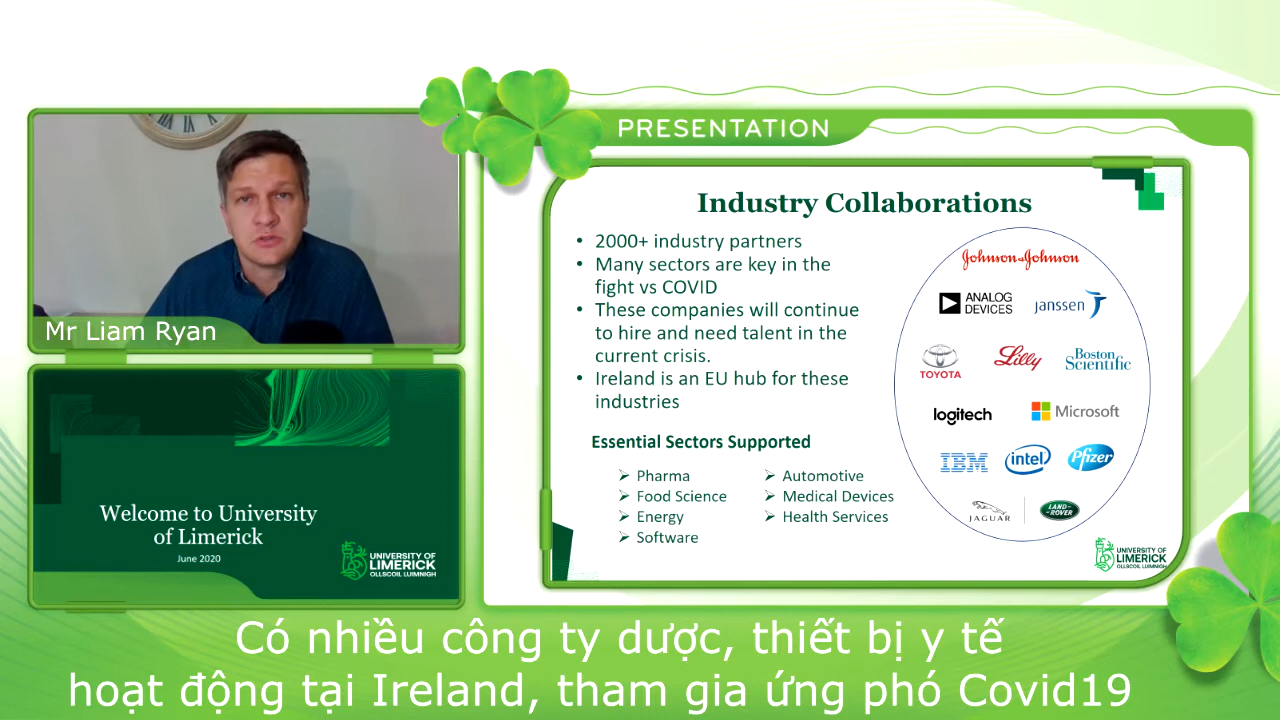 PRESENTATION
Mr Liam Ryan
Welcome to University
of Limerick
June 2020
UNIVERSITY OF
LIMERICK
OLLSCOIL LUIMNIGH
Industry Collaborations
• 2000+ industry partners
• Many sectors are key in the
fight vs COVID
• These companies will continue
to hire and need talent in the
current crisis.
• Ireland is an EU hub for these
industries
Essential Sectors Supported
➢ Pharma
➢ Food Science
➢ Energy
➢ Software
➢ Automotive
➢ Medical Devices
➢ Health Services
Johnson & Johnson
ANALOG
DEVICES
janssen
TOYOTA
Lilly
Boston
Scientific
logitech
Microsoft
IBM
intel
Pfizer
JAGUAR
LAND-
ROVER
UNIVERSITY OF
LIMERICK
OLLSCOIL LUIMNIGH
Có nhiều công ty dược, thiết bị y tế
hoạt động tại Ireland, tham gia ứng phó Covid19